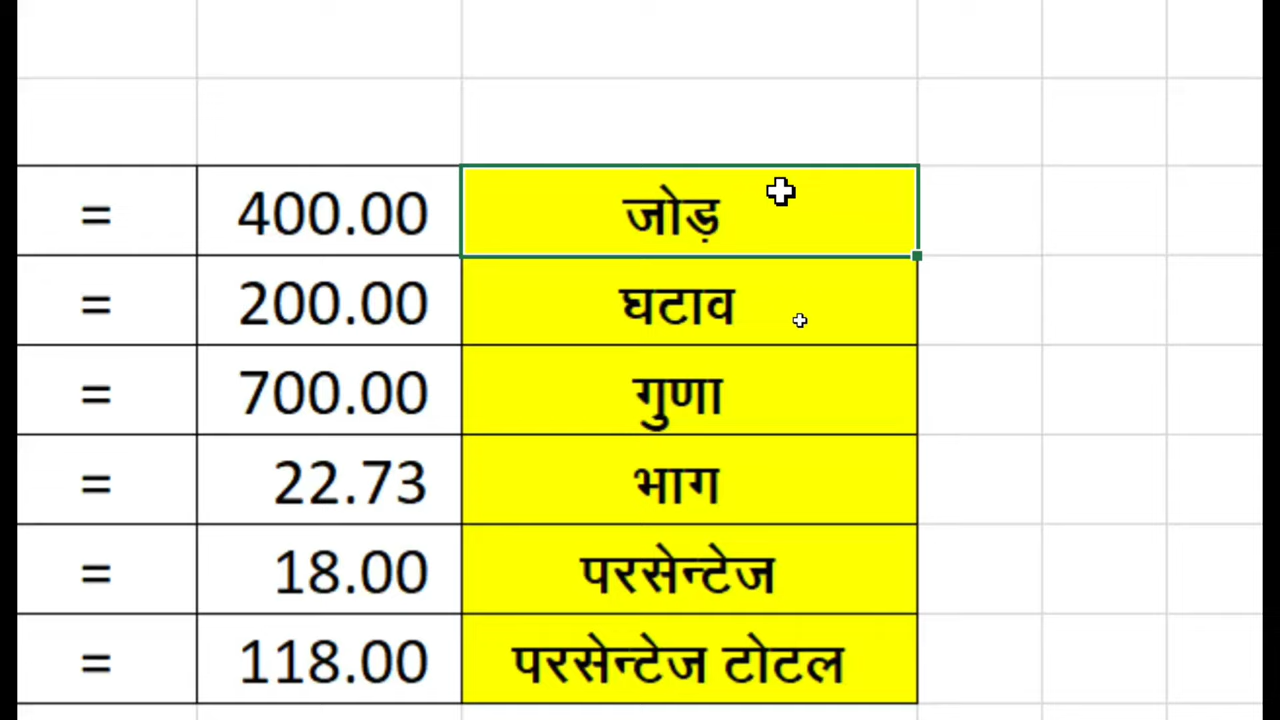 = 400.00 जोड़
= 200.00 घटाव
= 700.00 गुणा
= 22.73 भाग
= 18.00 परसेन्टेज
= 118.00 परसेन्टेज टोटल